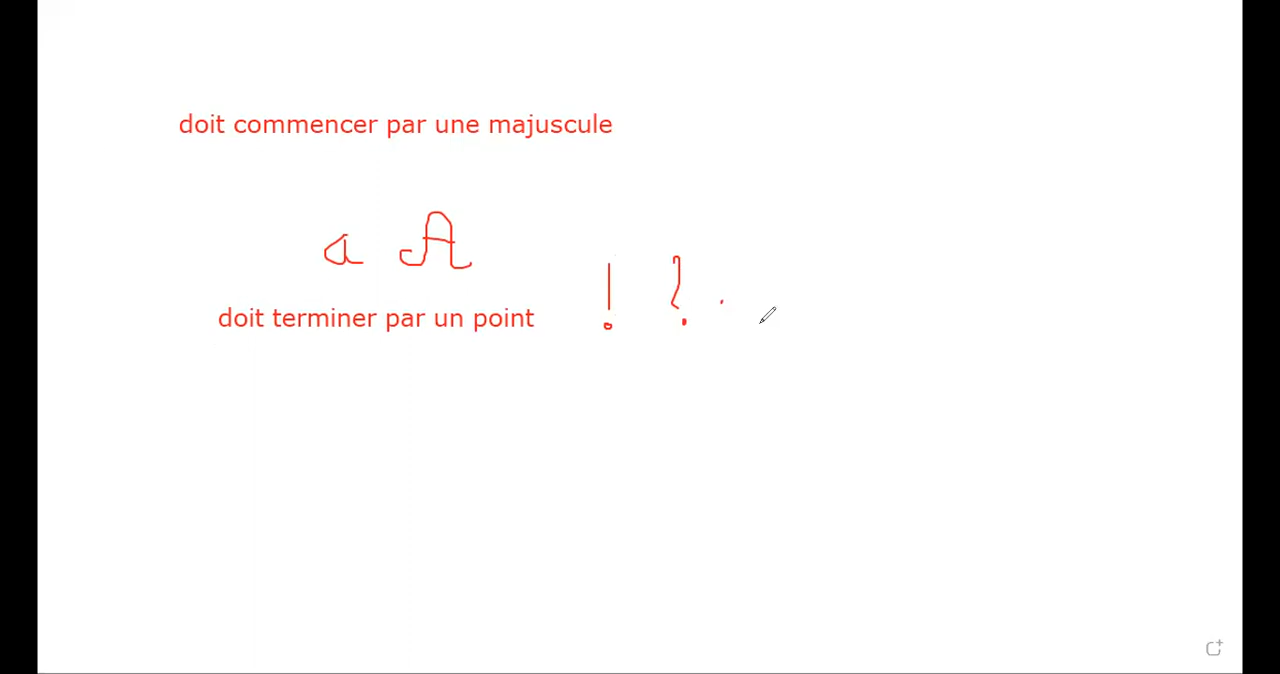 doit commencer par une majuscule
a A
! ? .
doit terminer par un point